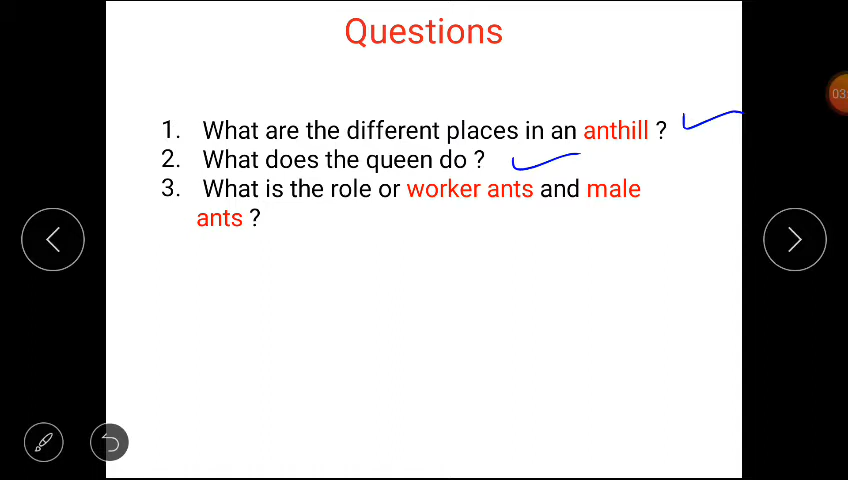 Questions
1. What are the different places in an anthill ?
2. What does the queen do ?
3. What is the role or worker ants and male
ants ?
03: